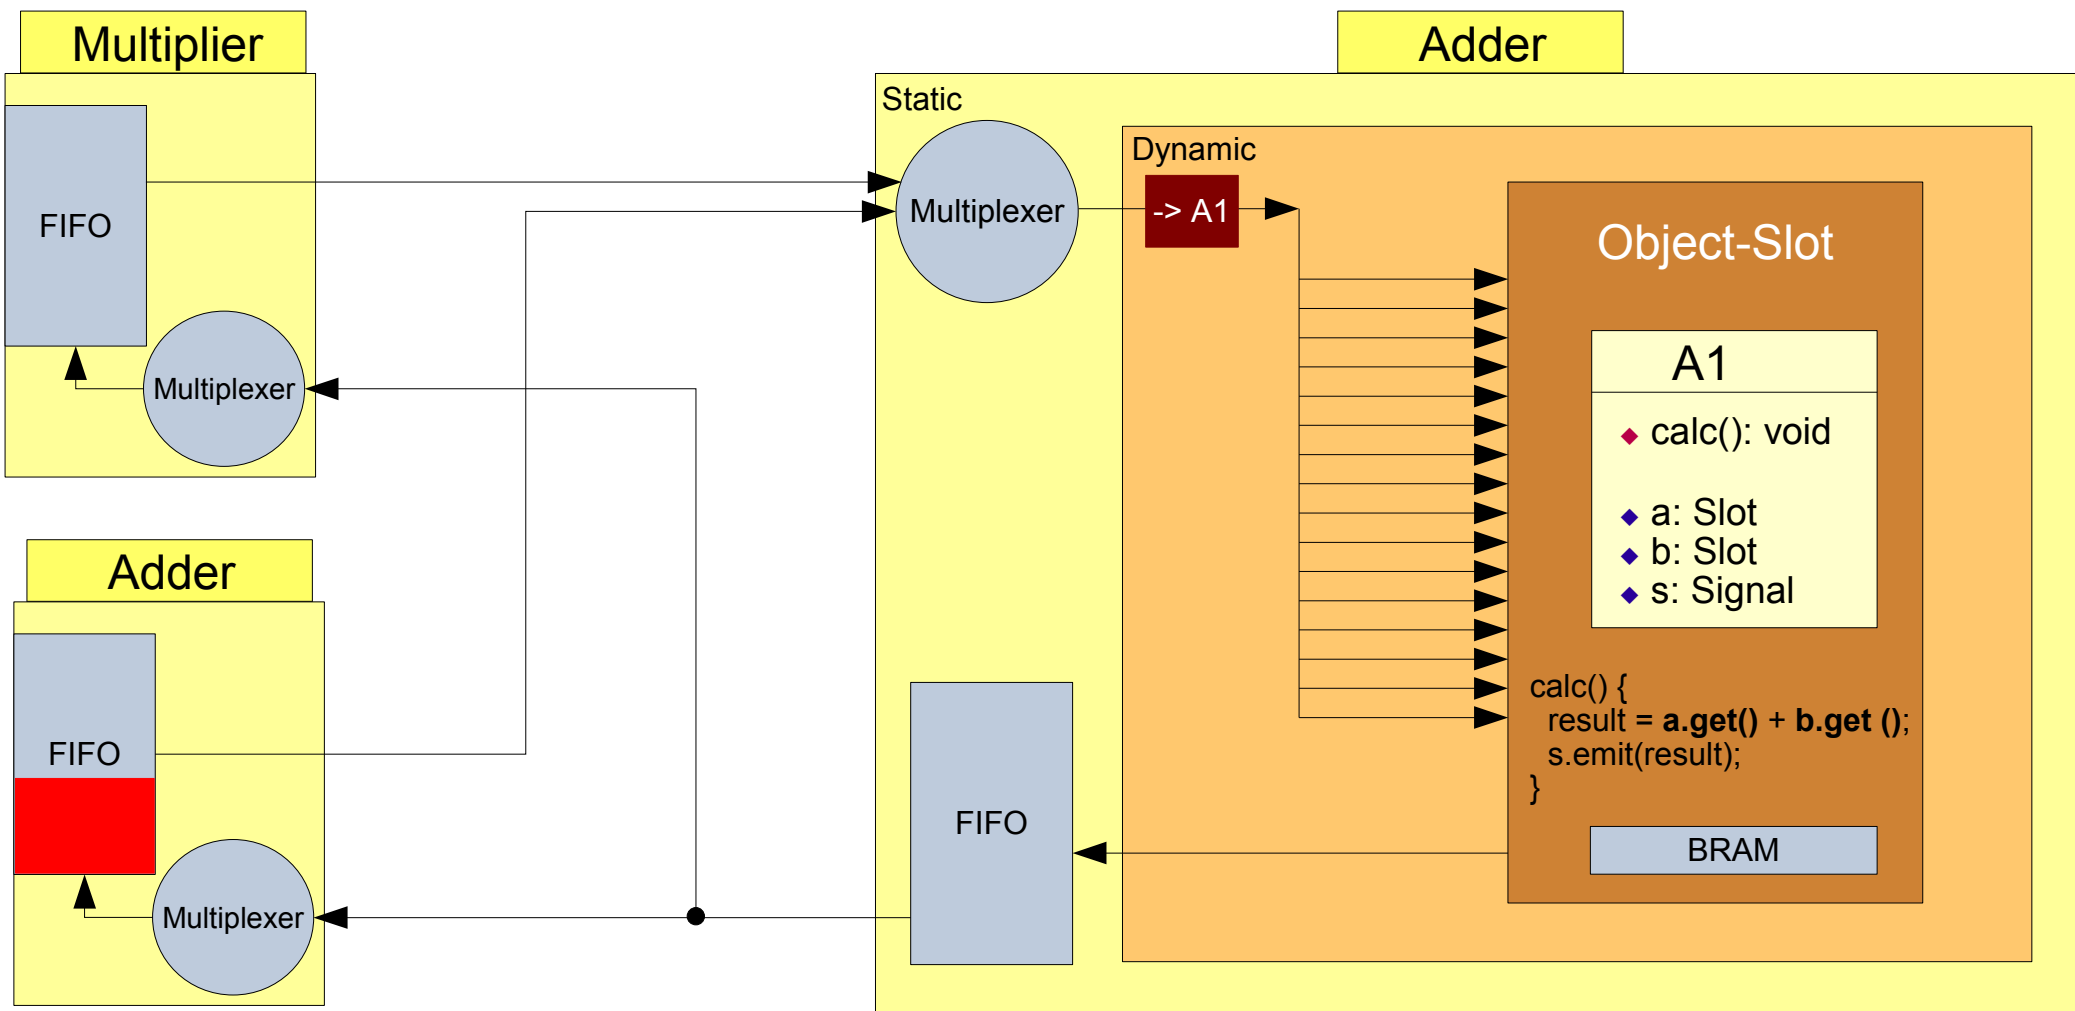 Multiplier
FIFO
Multiplexer
Adder
FIFO
Multiplexer
Adder
Static
Multiplexer
FIFO
Dynamic
-> A1
Object-Slot
A1
calc(): void
a: Slot
b: Slot
s: Signal
calc() {
result = a.get() + b.get ();
s.emit(result);
}
BRAM